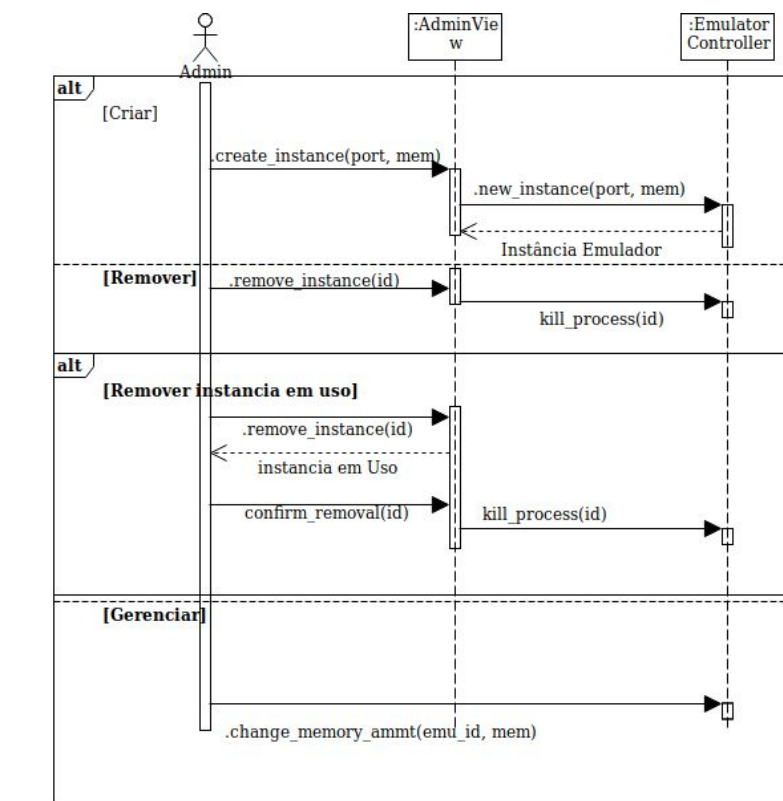 :AdminVie
w
:Emulator
Controller
Admin
alt
[Criar]
.create_instance(port, mem)
.new_instance(port, mem)
Instância Emulador
[Remover]
.remove_instance(id)
kill_process(id)
alt
[Remover instancia em uso]
.remove_instance(id)
instancia em Uso
confirm_removal(id)
kill_process(id)
[Gerenciar]
.change_memory_ammt(emu_id, mem)